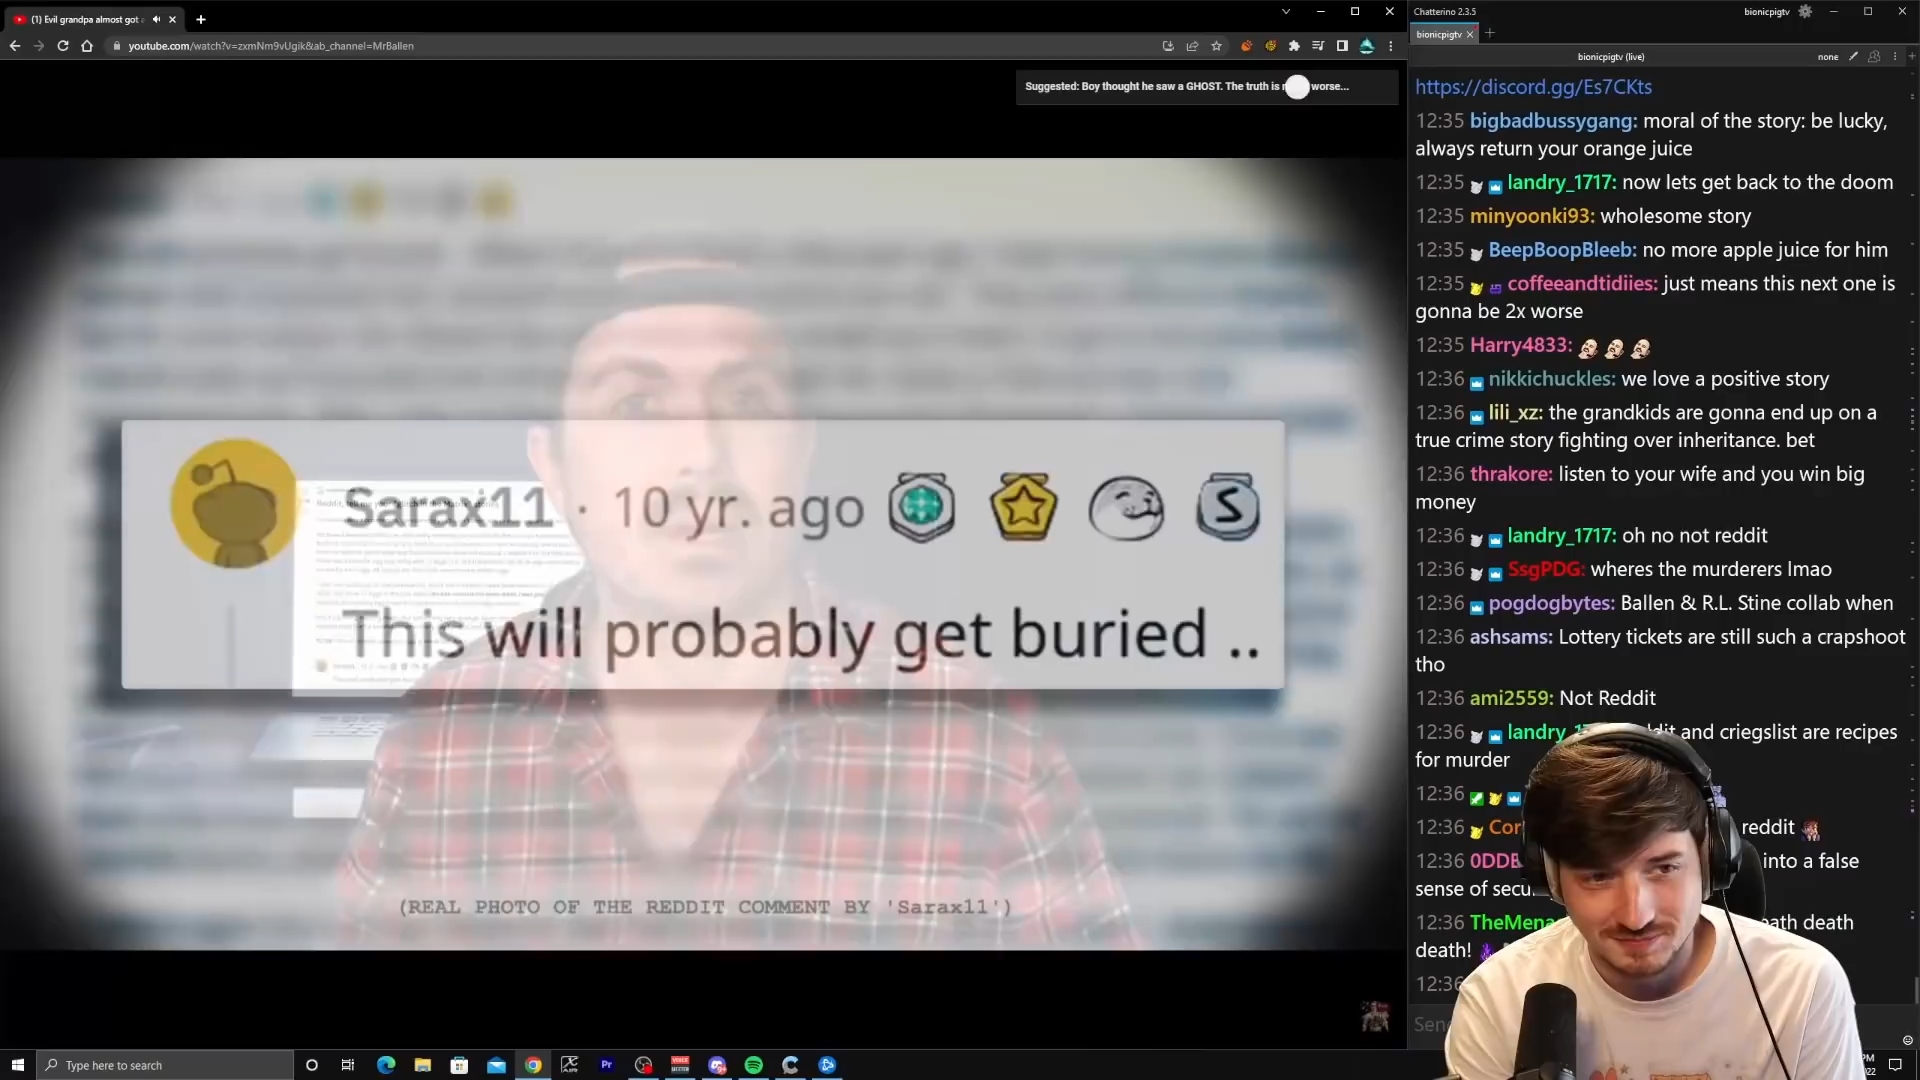 (1) Evil grandpa almost got a
youtube.com/watch?v=zxmNm9vUgik&ab_channel=MrBallen
Suggested: Boy thought he saw a GHOST. The truth is worse...
Sarax11 · 10 yr. ago
S
This will probably get buried ..
(REAL PHOTO OF THE REDDIT COMMENT BY 'Sarax11')
Type here to search
Pr
Chatterino 2.3.5
bionicpigtv
bionicpigtv
bionicpigtv (live)
none
https://discord.gg/Es7CKts
12:35 bigbadbussygang: moral of the story: be lucky,
always return your orange juice
12:35 landry_1717: now lets get back to the doom
12:35 minyoonki93: wholesome story
12:35 BeepBoopBleeb: no more apple juice for him
12:35 coffeeandtidiies: just means this next one is
gonna be 2x worse
12:35 Harry4833:
12:36 nikkichuckles: we love a positive story
12:36 lili_xz: the grandkids are gonna end up on a
true crime story fighting over inheritance. bet
12:36 thrakore: listen to your wife and you win big
money
12:36 landry_1717: oh no not reddit
12:36 SsgPDG: wheres the murderers lmao
12:36 pogdogbytes: Ballen & R.L. Stine collab when
12:36 ashsams: Lottery tickets are still such a crapshoot
tho
12:36 ami2559: Not Reddit
12:36 landry_ and criegslist are recipes
for murder
12:36
12:36 Cor reddit
12:36 0DDB into a false
sense of secu
12:36 TheMena death
death!
12:36
Send
PM